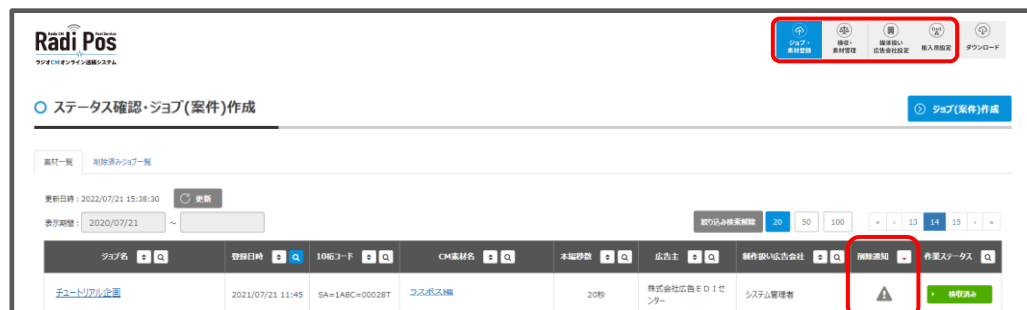 Radio CM Post Service
Radi Pos
ラジオCMオンライン送稿システム
ジョブ・
素材登録
検収・
素材管理
媒体扱い
広告会社設定
搬入用設定
ダウンロード
ステータス確認・ジョブ(案件)作成
ジョブ(案件)作成
素材一覧 削除済みジョブ一覧
更新日時：2022/07/21 15:38:30 更新
表示期間： 2020/07/21 ~
絞り込み検索解除 20 50 100 « ‹ 13 14 15 › »
ジョブ名 登録日時 10桁コード CM素材名 本編秒数 広告主 制作扱い広告会社 削除通知 作業ステータス
チュートリアル企画 2021/07/21 11:45 SA=1A8C=00028T ラスポス編 20秒 株式会社広告ＥＤＩセ
ンター システム管理者 検収済み